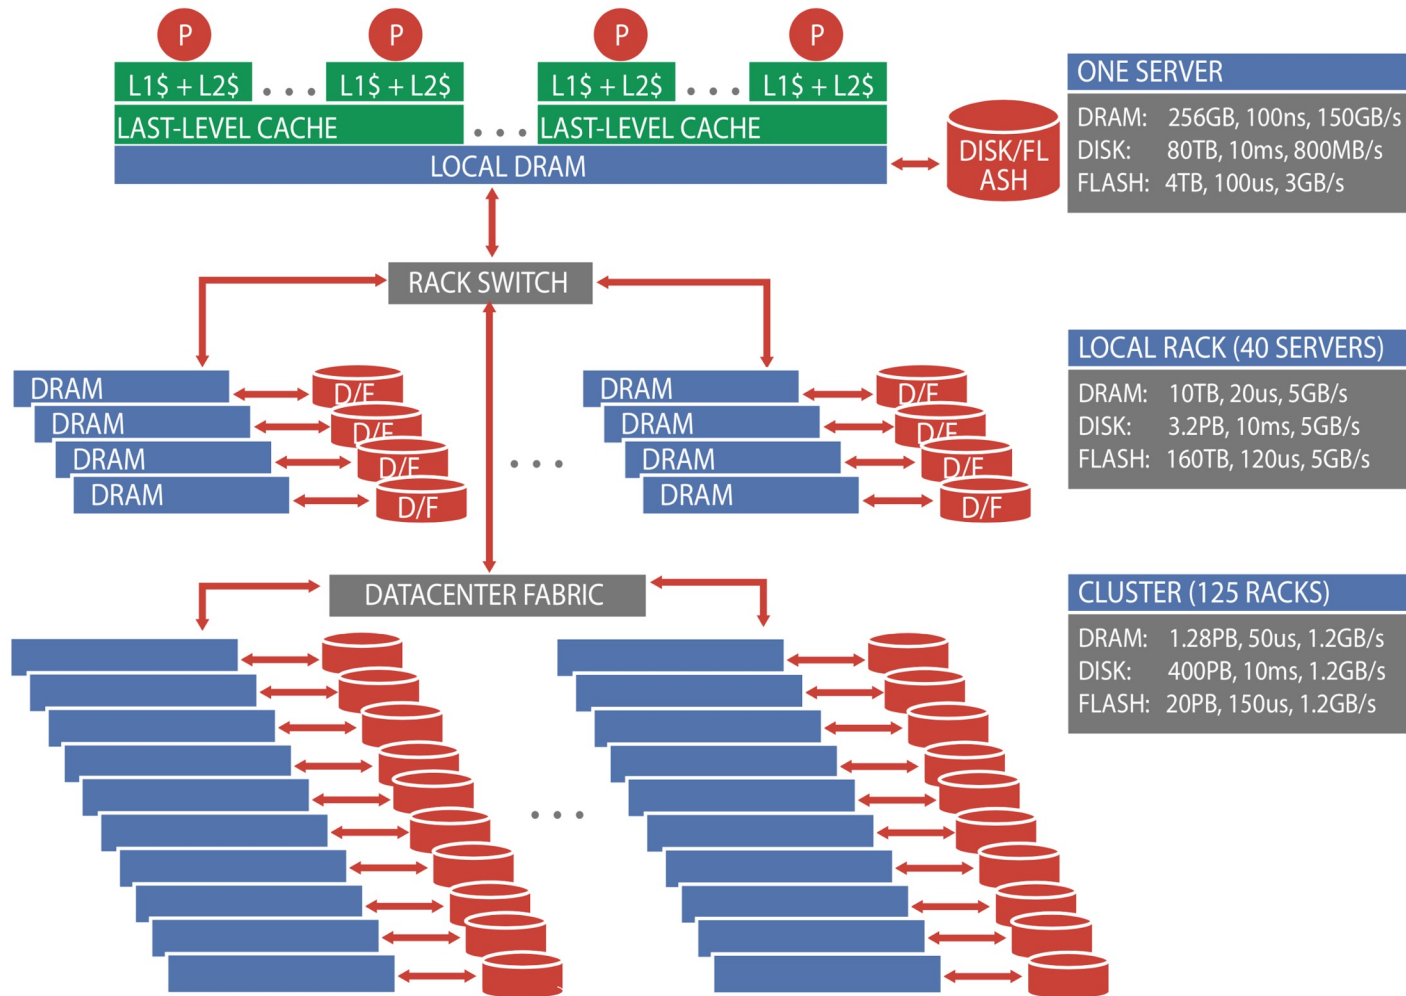 P P P P
L1$ + L2$ L1$ + L2$ L1$ + L2$ L1$ + L2$
LAST-LEVEL CACHE LAST-LEVEL CACHE
LOCAL DRAM
DISK/FL
ASH
ONE SERVER
DRAM: 256GB, 100ns, 150GB/s
DISK: 80TB, 10ms, 800MB/s
FLASH: 4TB, 100us, 3GB/s
RACK SWITCH
DRAM D/F DRAM D/F
DRAM D/F DRAM D/F
DRAM D/F DRAM D/F
DRAM D/F DRAM D/F
LOCAL RACK (40 SERVERS)
DRAM: 10TB, 20us, 5GB/s
DISK: 3.2PB, 10ms, 5GB/s
FLASH: 160TB, 120us, 5GB/s
DATACENTER FABRIC
CLUSTER (125 RACKS)
DRAM: 1.28PB, 50us, 1.2GB/s
DISK: 400PB, 10ms, 1.2GB/s
FLASH: 20PB, 150us, 1.2GB/s